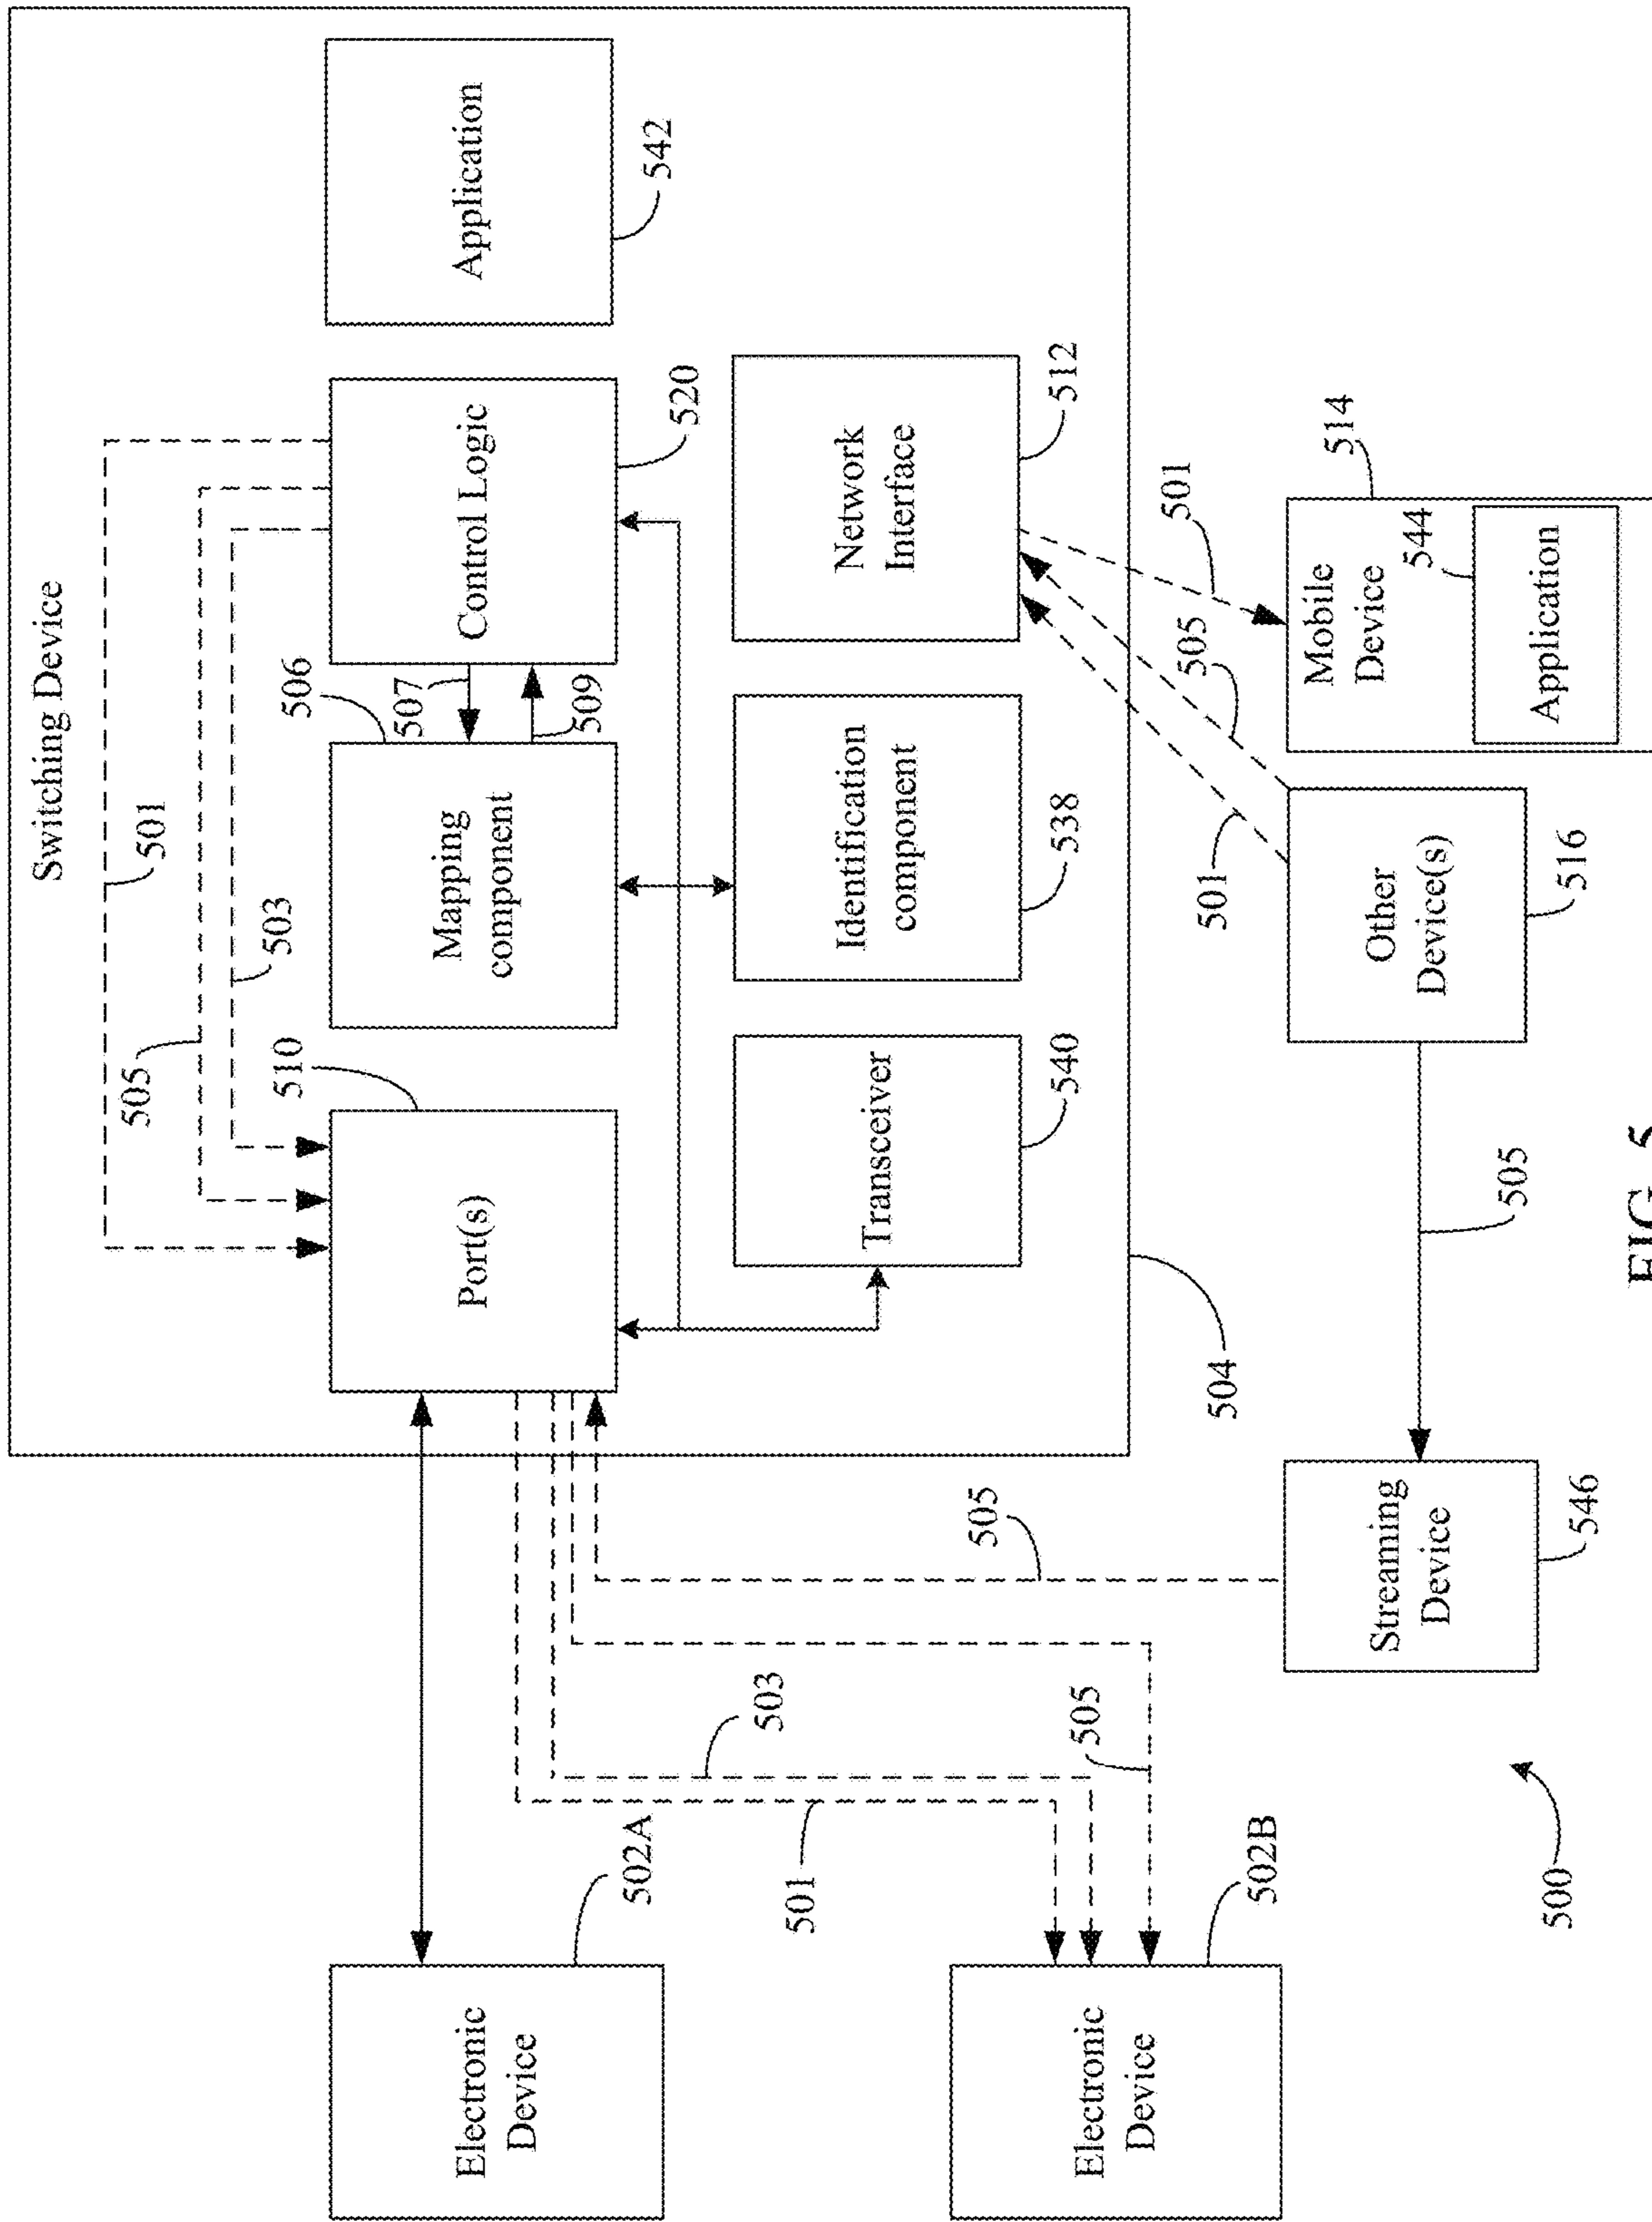 Switching Device
501
505
503
510
506
507
509
Electronic
Device
502A
Port(s)
Mapping
component
Control Logic
520
Application
542
503
501
505
505
Electronic
Device
502B
Transceiver
540
Identification
component
538
Network
Interface
512
504
501
505
501
Streaming
Device
546
505
Other
Device(s)
516
Mobile
Device
514
544
Application
500
FIG. 5